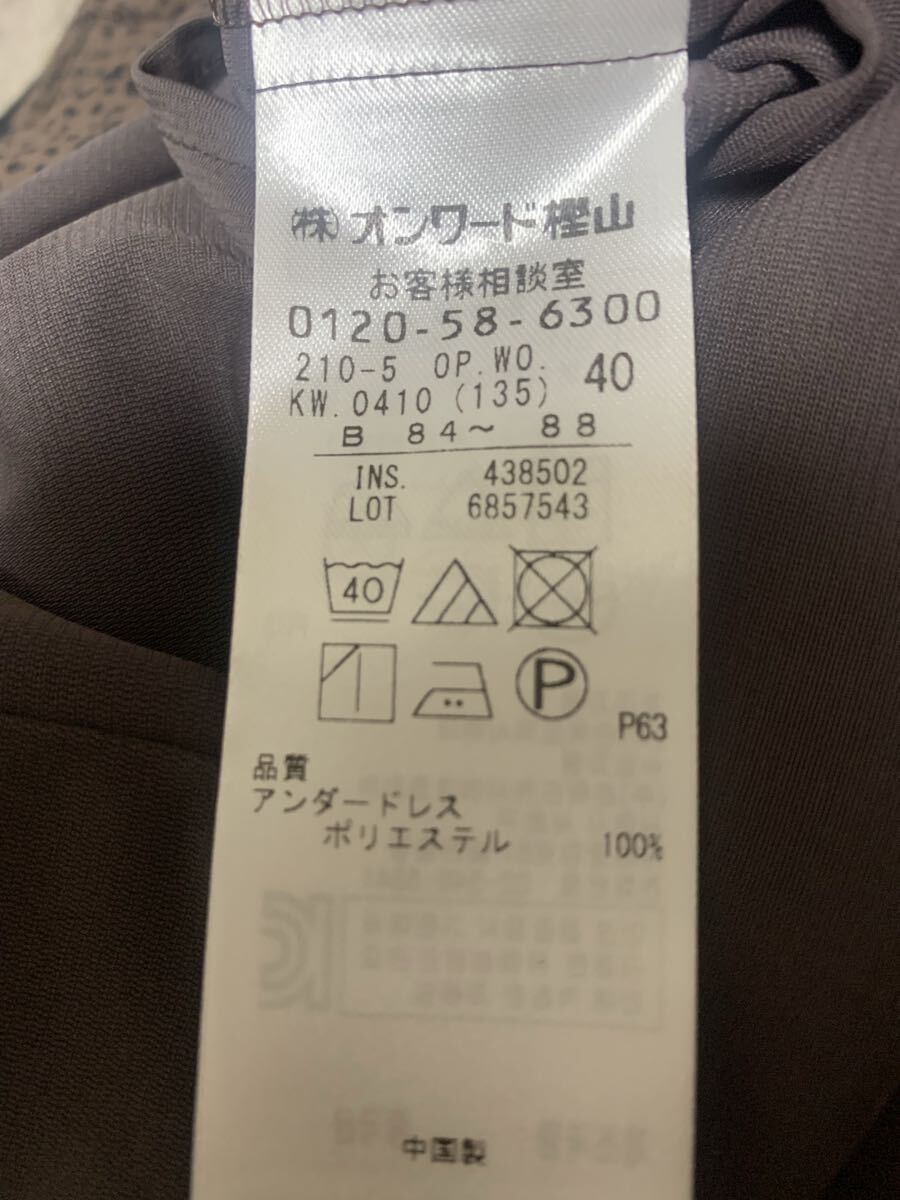 ㈱オンワード樫山
お客様相談室
0120-58-6300
210-5 OP.WO. 40
KW.0410 (135)
B 84〜 88
INS. 438502
LOT 6857543
40
P
P63
品質
アンダードレス
ポリエステル 100%
中国製